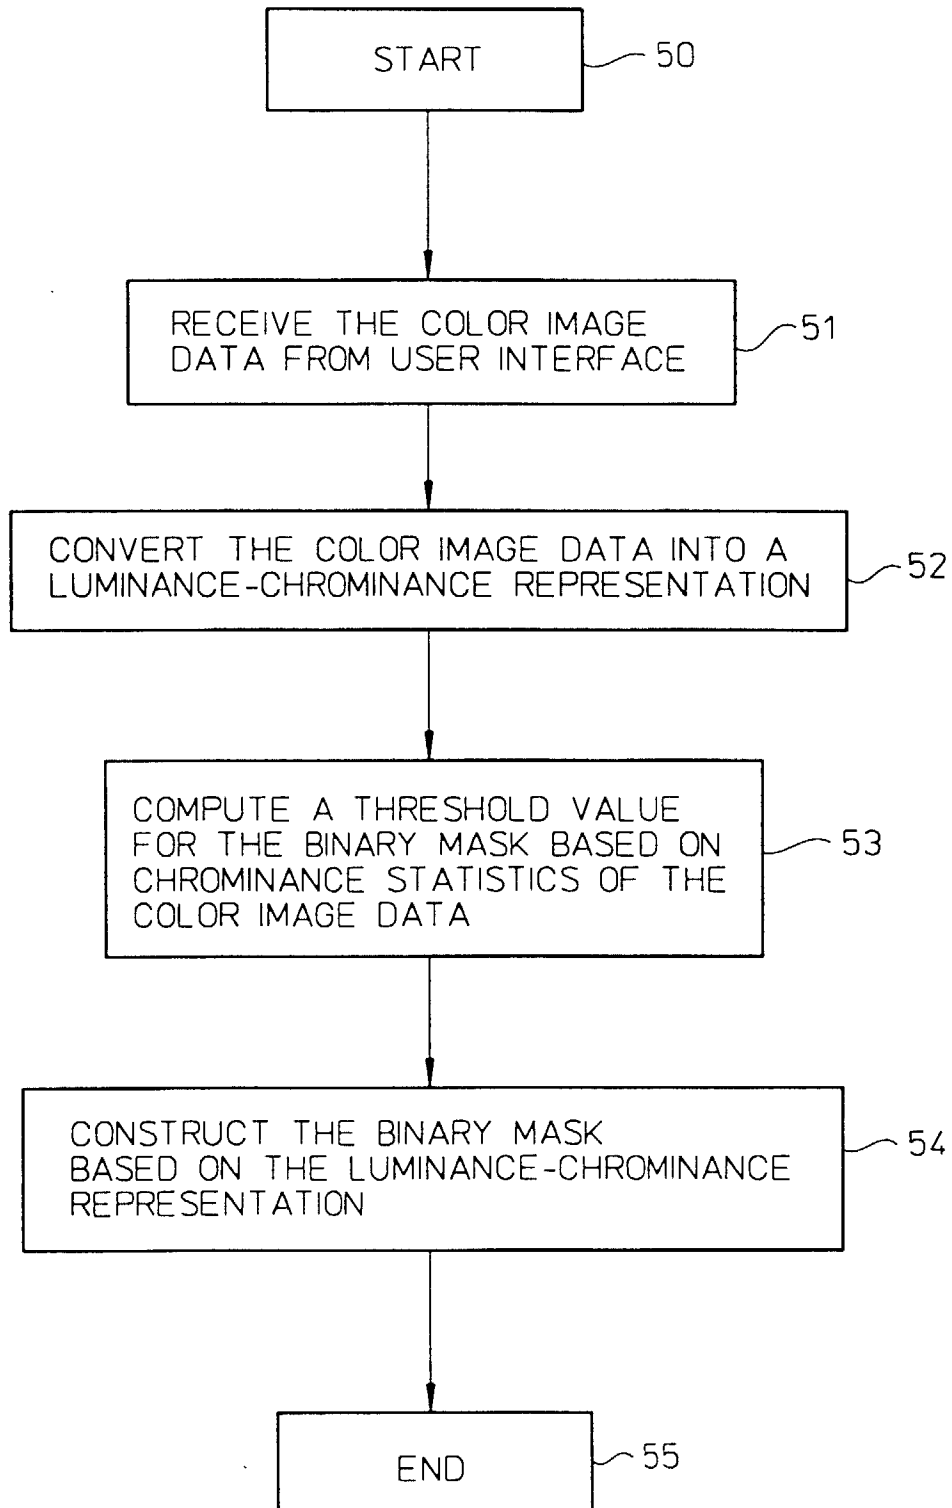 START
50
RECEIVE THE COLOR IMAGE
DATA FROM USER INTERFACE
51
CONVERT THE COLOR IMAGE DATA INTO A
LUMINANCE-CHROMINANCE REPRESENTATION
52
COMPUTE A THRESHOLD VALUE
FOR THE BINARY MASK BASED ON
CHROMINANCE STATISTICS OF THE
COLOR IMAGE DATA
53
CONSTRUCT THE BINARY MASK
BASED ON THE LUMINANCE-CHROMINANCE
REPRESENTATION
54
END
55